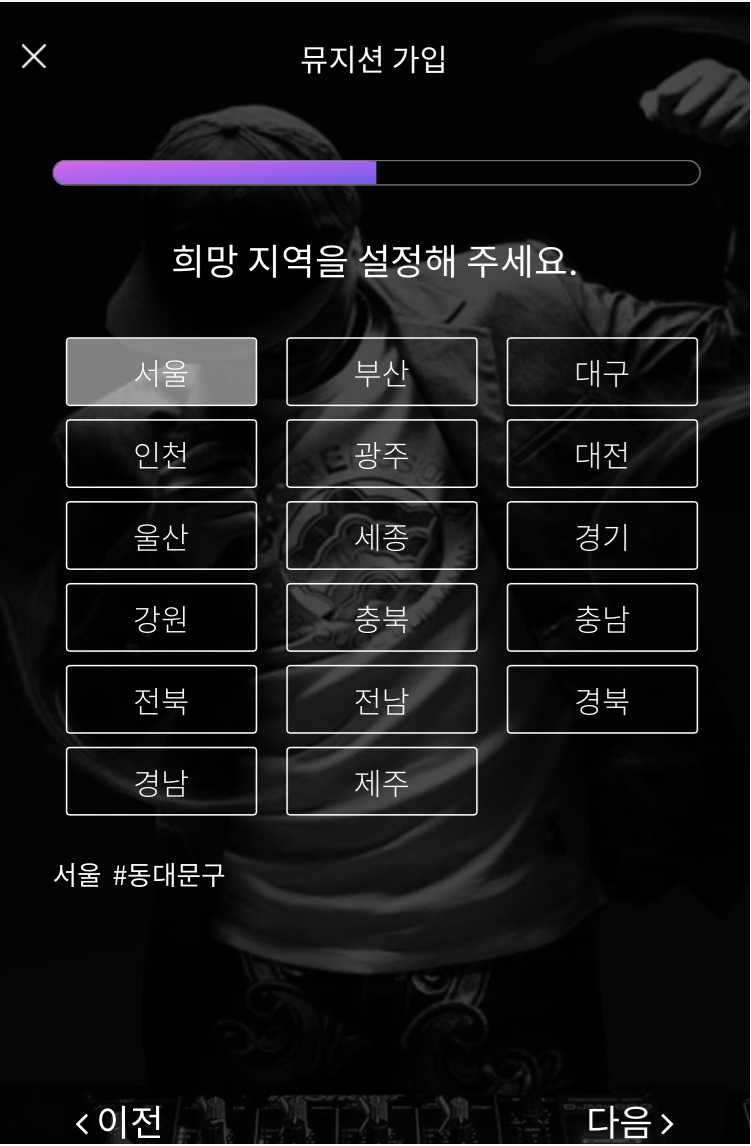 뮤지션 가입
희망 지역을 설정해 주세요.
서울 부산 대구
인천 광주 대전
울산 세종 경기
강원 충북 충남
전북 전남 경북
경남 제주
서울 #동대문구
이전 다음